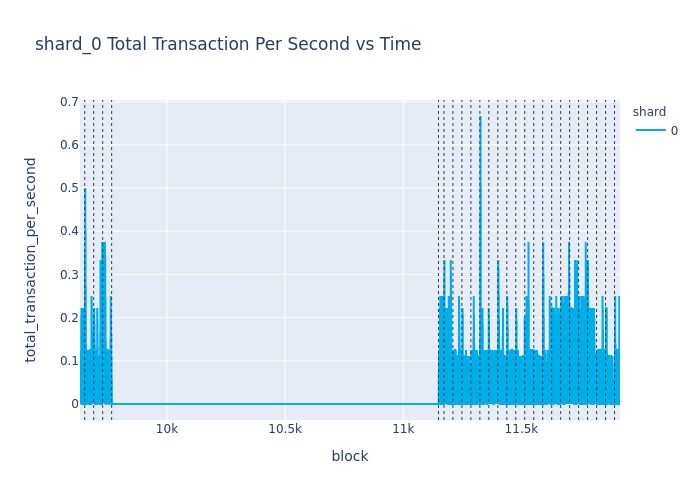 shard_0 Total Transaction Per Second vs Time
shard
0
total_transaction_per_second
0.7
0.6
0.5
0.4
0.3
0.2
0.1
0
10k
10.5k
11k
11.5k
block